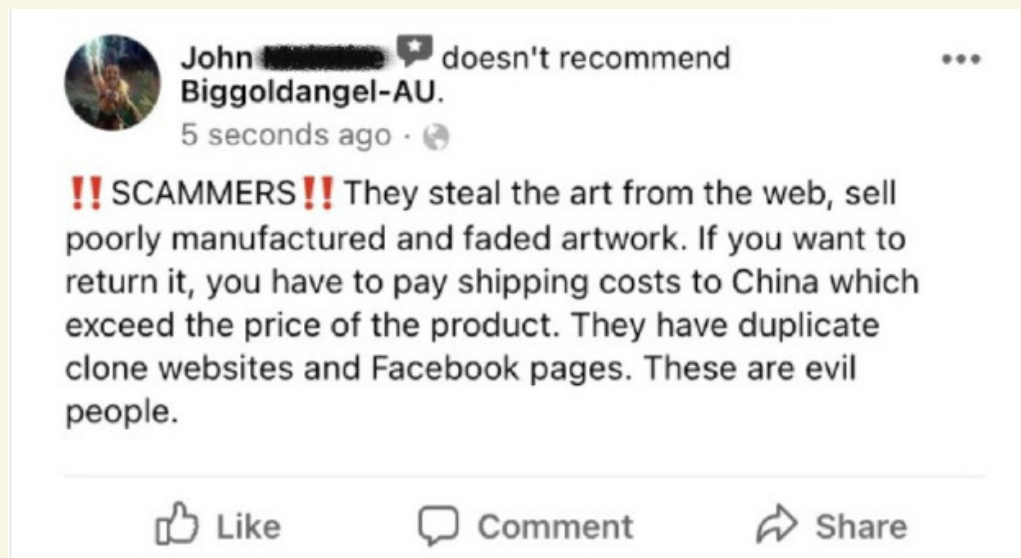 John doesn't recommend
Biggoldangel-AU.
5 seconds ago ·
‼️SCAMMERS‼️ They steal the art from the web, sell
poorly manufactured and faded artwork. If you want to
return it, you have to pay shipping costs to China which
exceed the price of the product. They have duplicate
clone websites and Facebook pages. These are evil
people.
Like Comment Share